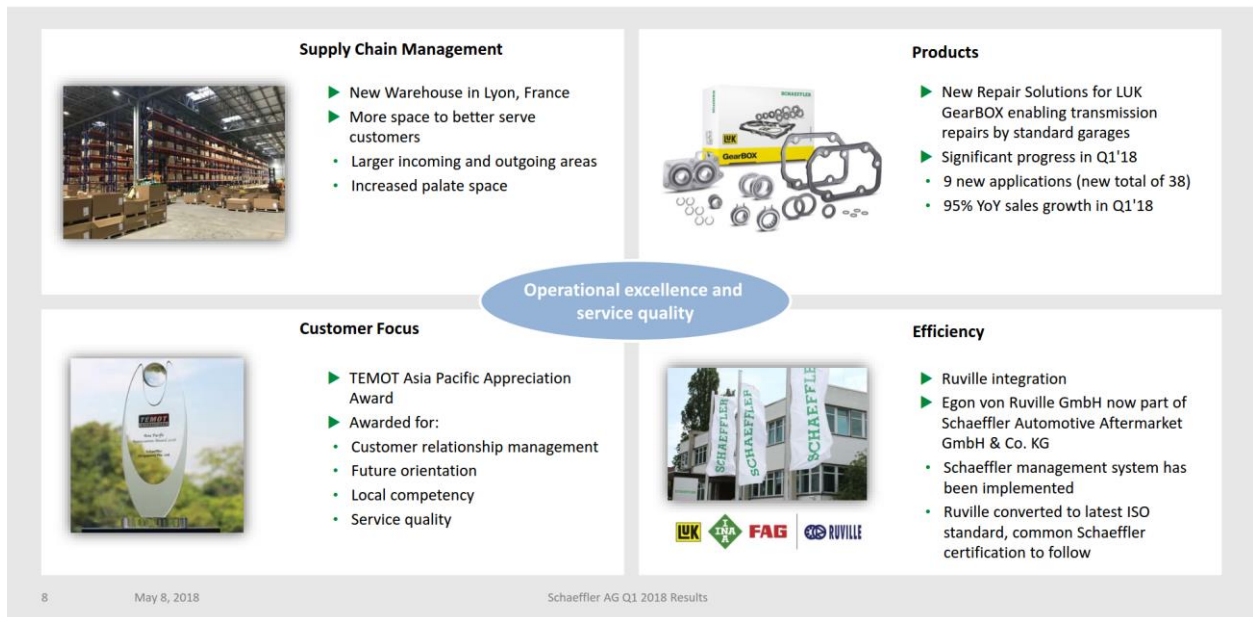 Supply Chain Management
New Warehouse in Lyon, France
More space to better serve
customers
Larger incoming and outgoing areas
Increased palate space
Products
SCHAEFFLER
LUK
GearBOX
New Repair Solutions for LUK
GearBOX enabling transmission
repairs by standard garages
Significant progress in Q1'18
9 new applications (new total of 38)
95% YoY sales growth in Q1'18
Operational excellence and
service quality
Customer Focus
TEMOT
TEMOT Asia Pacific Appreciation
Award
Awarded for:
Customer relationship management
Future orientation
Local competency
Service quality
Efficiency
SCHAEFFLER
SCHAEFFLER
SCHAEFFLER
LUK
INA
FAG
RUVILLE
Ruville integration
Egon von Ruville GmbH now part of
Schaeffler Automotive Aftermarket
GmbH & Co. KG
Schaeffler management system has
been implemented
Ruville converted to latest ISO
standard, common Schaeffler
certification to follow
8
May 8, 2018
Schaeffler AG Q1 2018 Results